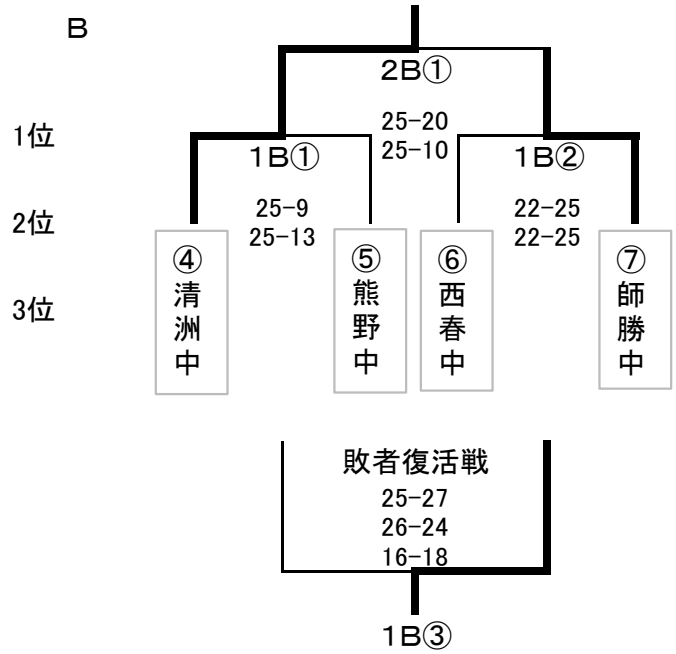 B
2B①
25-20
25-10
1位
1B①
1B②
2位
25-9
25-13
22-25
22-25
3位
④清洲中
⑤熊野中
⑥西春中
⑦師勝中
敗者復活戦
25-27
26-24
16-18
1B③